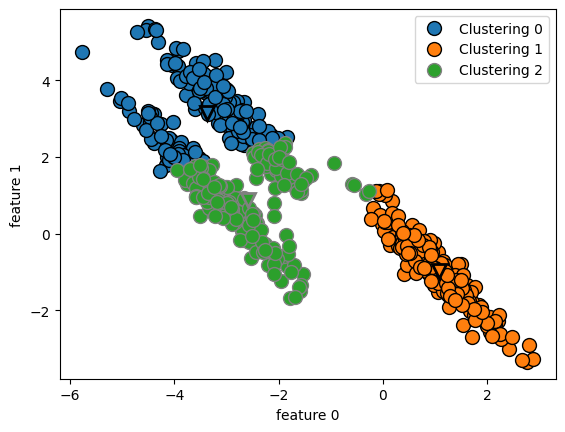 Clustering 0
Clustering 1
Clustering 2
4
2
0
−2
feature 1
−6
−4
−2
0
2
feature 0